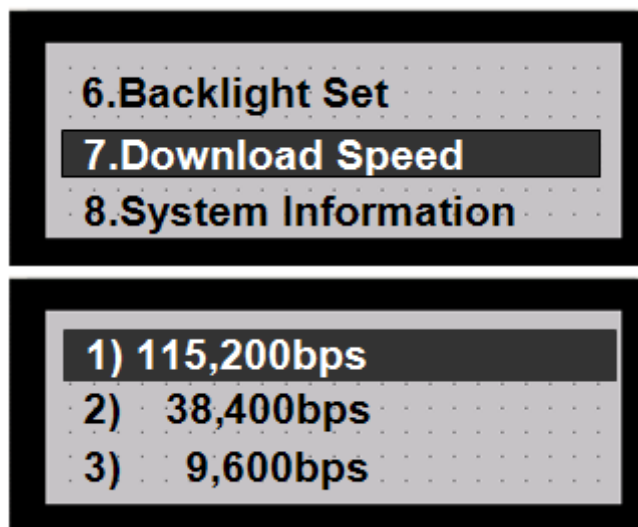 6.Backlight Set
7.Download Speed
8.System Information
1) 115,200bps
2) 38,400bps
3) 9,600bps